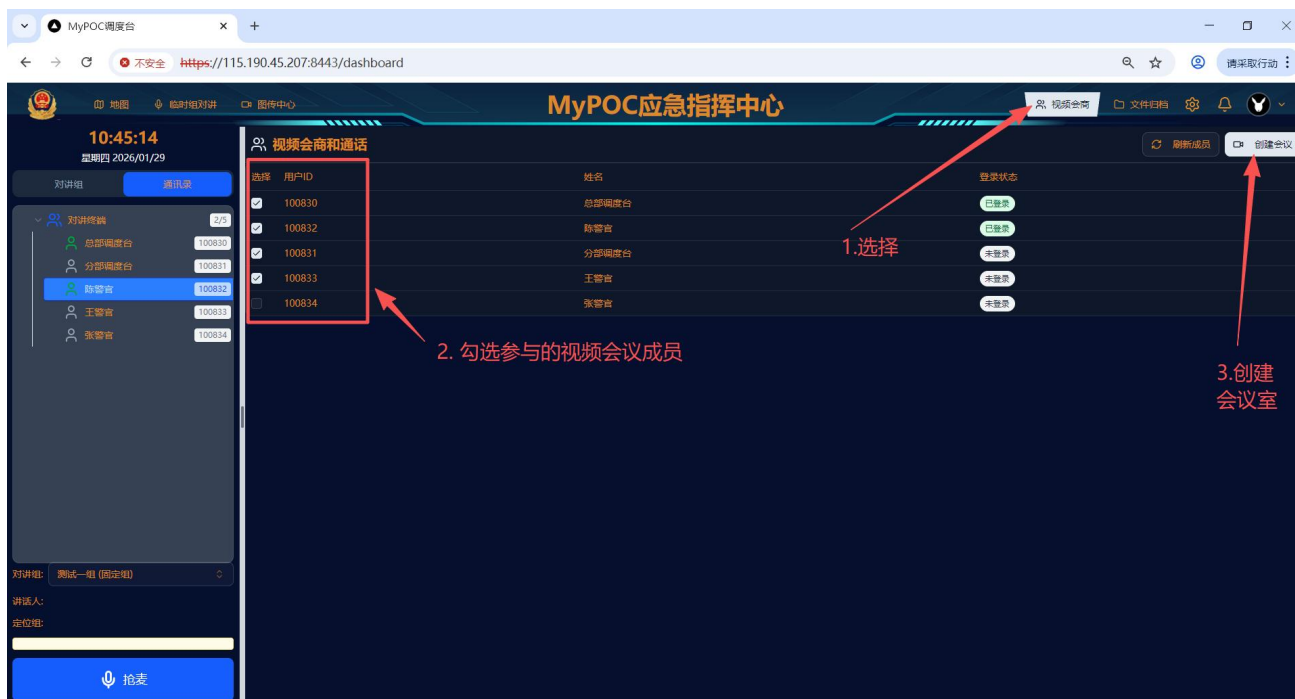 MyPOC调度台
不安全 https://115.190.45.207:8443/dashboard 请采取行动
地图 临时组对讲 图传中心 MyPOC应急指挥中心 视频会商 文件归档
10:45:14
星期四 2026/01/29
对讲组 通讯录
对讲终端 2/5
总部调度台 100830
分部调度台 100831
陈警官 100832
王警官 100833
张警官 100834
对讲组: 测试一组 (固定组)
讲话人:
定位组:
抢麦
视频会商和通话 刷新成员 创建会议
选择 用户ID 姓名 登录状态
100830 总部调度台 已登录
100832 陈警官 已登录
100831 分部调度台 未登录
100833 王警官 未登录
100834 张警官 未登录
1.选择
2. 勾选参与的视频会议成员
3.创建
会议室